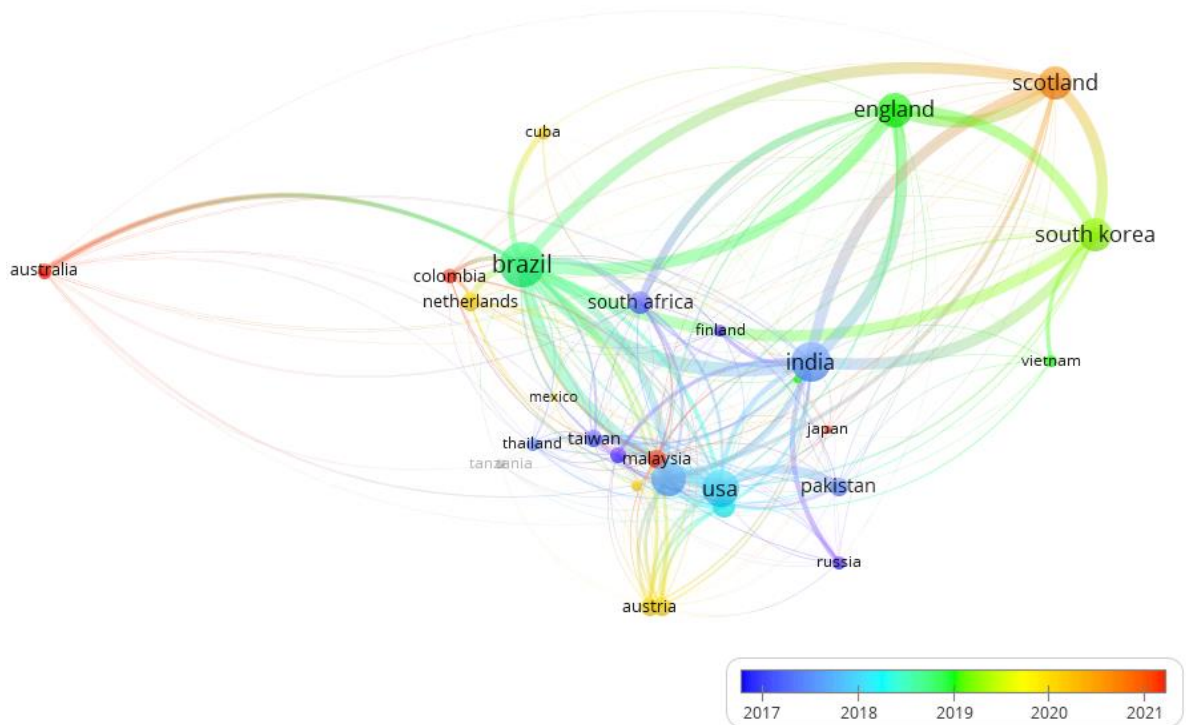 scotland
england
cuba
south korea
brazil
australia
colombia
netherlands
south africa
finland
india
vietnam
mexico
japan
taiwan
thailand
malaysia
tanzania
usa
pakistan
russia
austria
2017 2018 2019 2020 2021